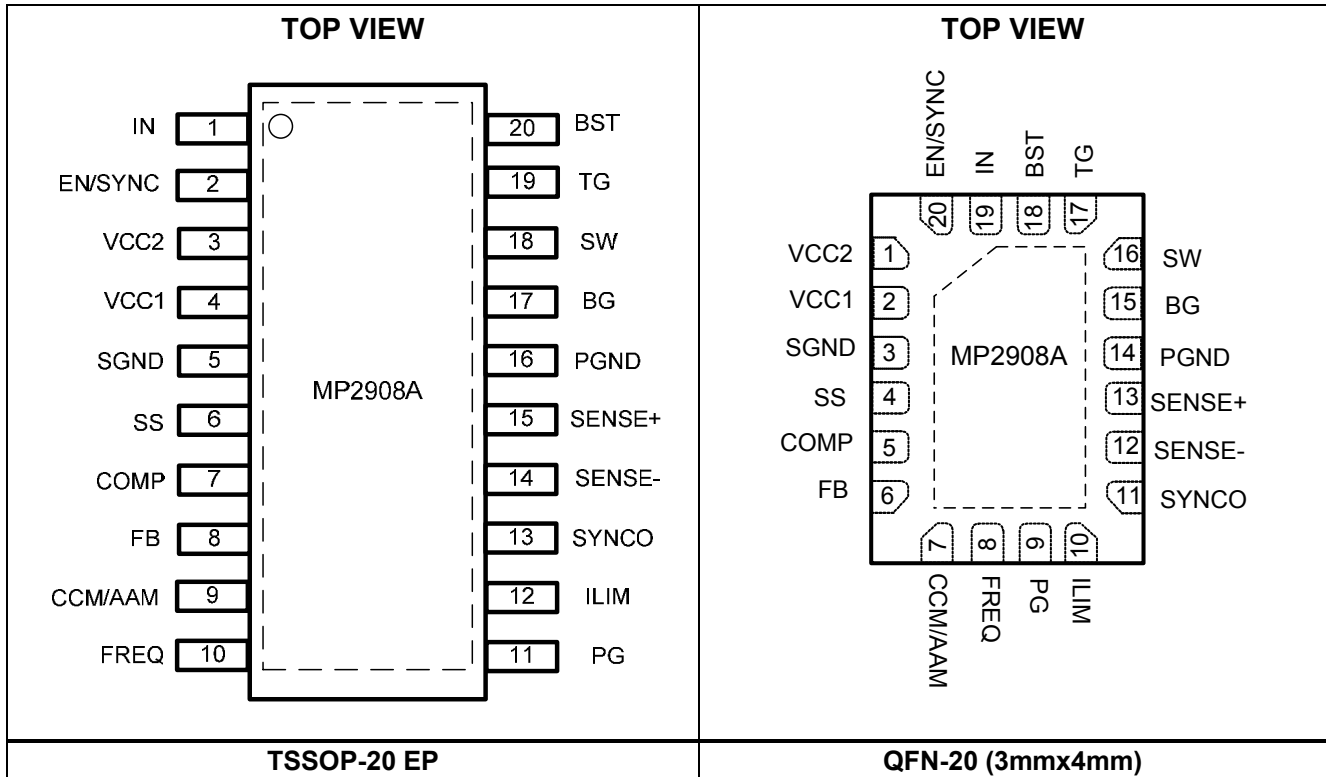 TOP VIEW
IN 1
EN/SYNC 2
VCC2 3
VCC1 4
SGND 5
SS 6
COMP 7
FB 8
CCM/AAM 9
FREQ 10
MP2908A
20 BST
19 TG
18 SW
17 BG
16 PGND
15 SENSE+
14 SENSE-
13 SYNCO
12 ILIM
11 PG
TSSOP-20 EP
TOP VIEW
EN/SYNC
IN
BST
TG
20
19
18
17
VCC2 1
VCC1 2
SGND 3
SS 4
COMP 5
FB 6
MP2908A
16 SW
15 BG
14 PGND
13 SENSE+
12 SENSE-
11 SYNCO
7
8
9
10
CCM/AAM
FREQ
PG
ILIM
QFN-20 (3mmx4mm)